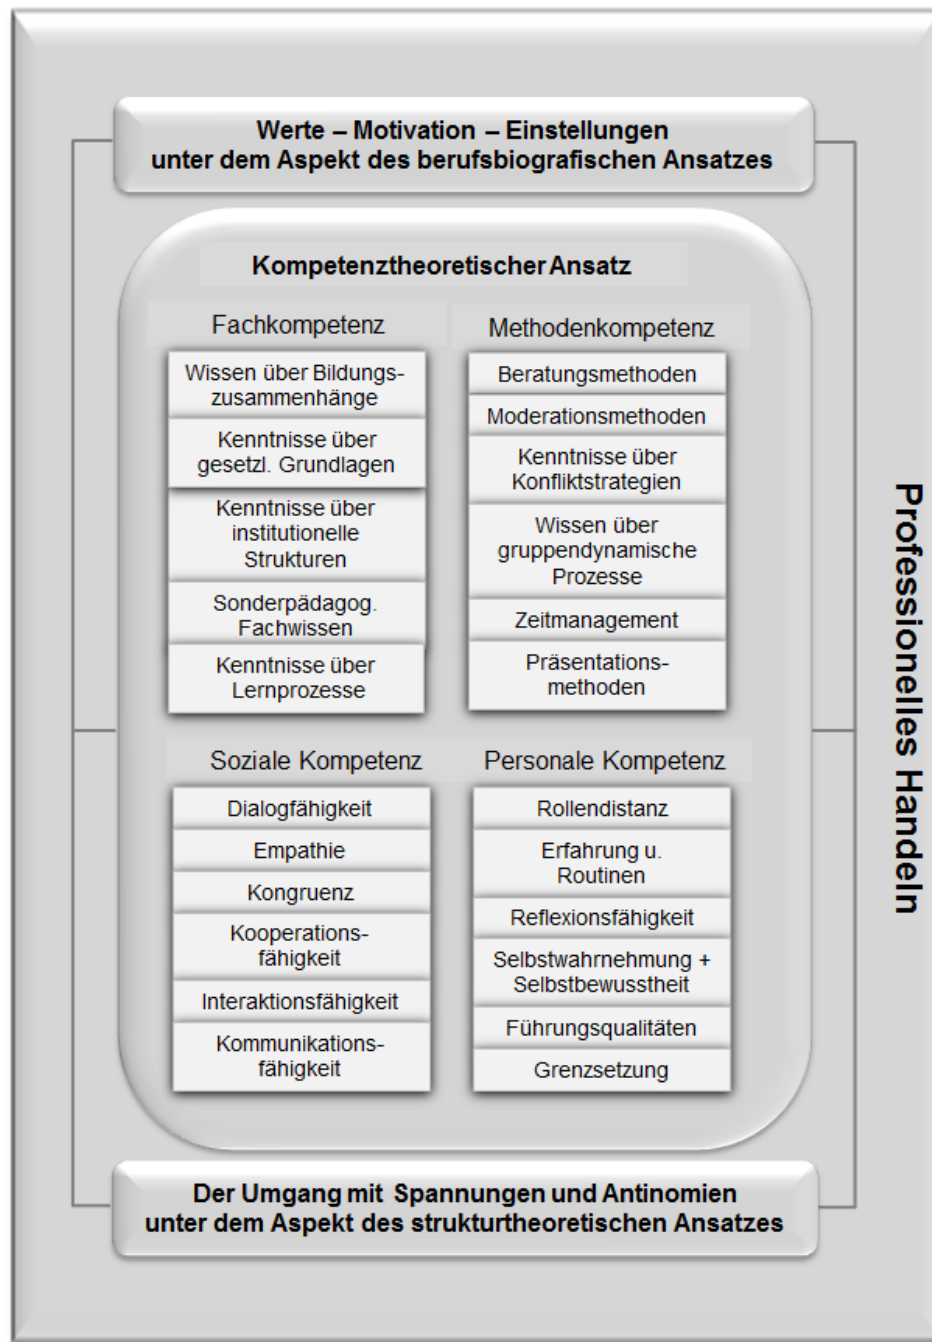 Werte – Motivation – Einstellungen
unter dem Aspekt des berufsbiografischen Ansatzes
Kompetenztheoretischer Ansatz
Fachkompetenz
Wissen über Bildungs-
zusammenhänge
Kenntnisse über
gesetzl. Grundlagen
Kenntnisse über
institutionelle
Strukturen
Sonderpädagog.
Fachwissen
Kenntnisse über
Lernprozesse
Methodenkompetenz
Beratungsmethoden
Moderationsmethoden
Kenntnisse über
Konfliktstrategien
Wissen über
gruppendynamische
Prozesse
Zeitmanagement
Präsentations-
methoden
Soziale Kompetenz
Dialogfähigkeit
Empathie
Kongruenz
Kooperations-
fähigkeit
Interaktionsfähigkeit
Kommunikations-
fähigkeit
Personale Kompetenz
Rollendistanz
Erfahrung u.
Routinen
Reflexionsfähigkeit
Selbstwahrnehmung +
Selbstbewusstheit
Führungsqualitäten
Grenzsetzung
Der Umgang mit Spannungen und Antinomien
unter dem Aspekt des strukturtheoretischen Ansatzes
Professionelles Handeln